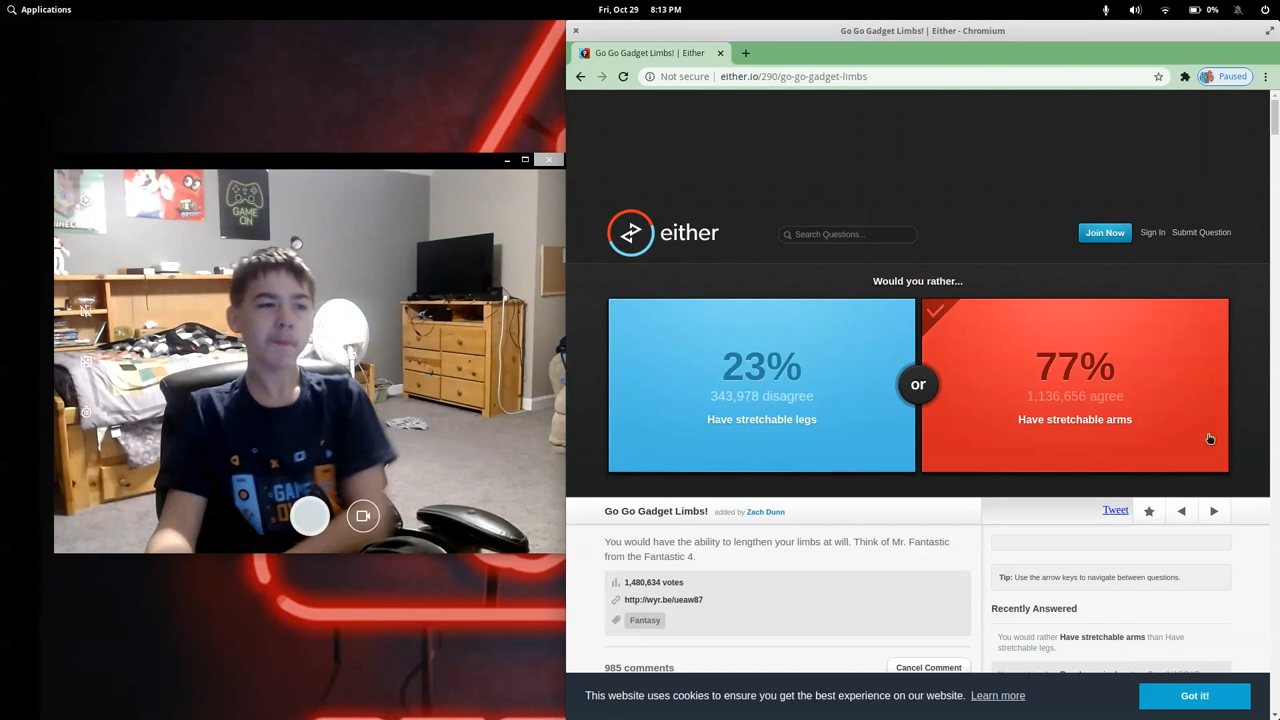 Applications
Fri, Oct 29 8:13 PM
0%
Go Go Gadget Limbs! | Either - Chromium
Go Go Gadget Limbs! | Either
Not secure | either.io/290/go-go-gadget-limbs
Paused
GAME
ON
either
Search Questions...
Join Now
Sign In
Submit Question
Would you rather...
23%
343,978 disagree
Have stretchable legs
or
77%
1,136,656 agree
Have stretchable arms
Go Go Gadget Limbs! added by Zach Dunn
Tweet
You would have the ability to lengthen your limbs at will. Think of Mr. Fantastic
from the Fantastic 4.
1,480,634 votes
http://wyr.be/ueaw87
Fantasy
985 comments
Cancel Comment
Tip: Use the arrow keys to navigate between questions.
Recently Answered
You would rather Have stretchable arms than Have
stretchable legs.
This website uses cookies to ensure you get the best experience on our website. Learn more
Got it!